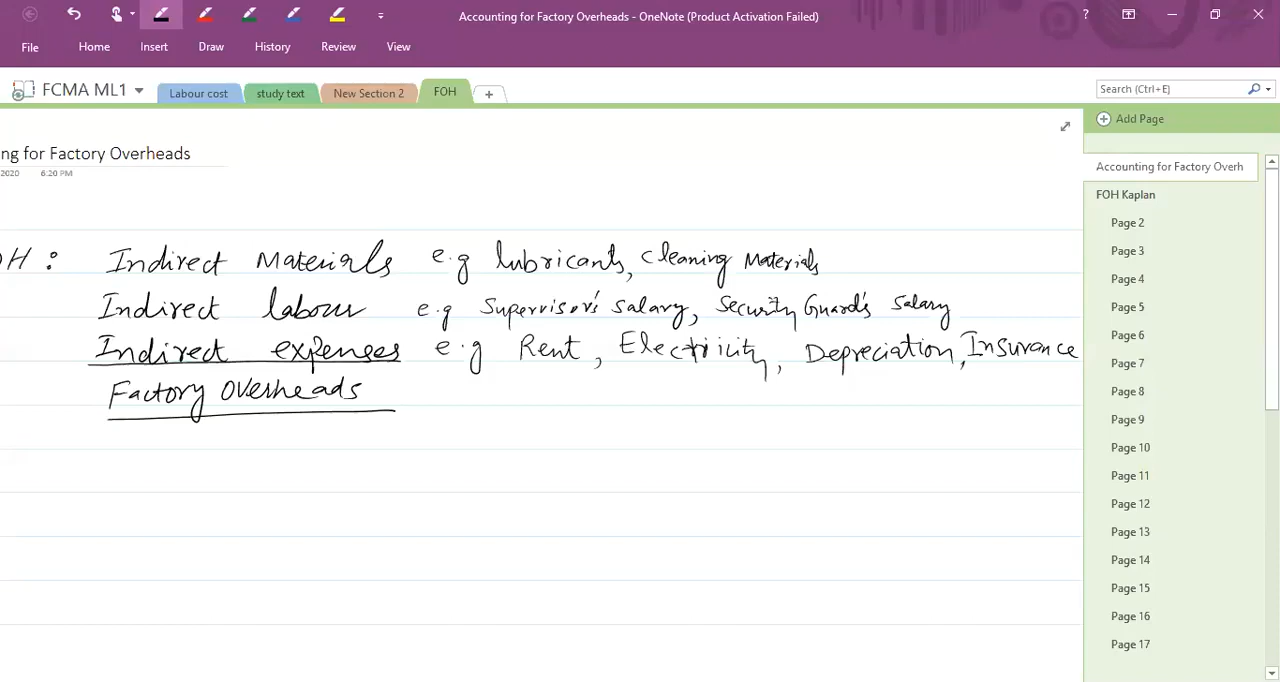 Accounting for Factory Overheads - OneNote (Product Activation Failed)
?
File Home Insert Draw History Review View
FCMA ML1 Labour cost study text New Section 2 FOH +
Search (Ctrl+E)
Add Page
ng for Factory Overheads
2020 6:20 PM
Accounting for Factory Overh
FOH Kaplan
Page 2
Page 3
Page 4
Page 5
Page 6
Page 7
Page 8
Page 9
Page 10
Page 11
Page 12
Page 13
Page 14
Page 15
Page 16
Page 17
OH : Indirect Materials e.g lubricants, cleaning Materials
Indirect labour e.g Supervisor's salary, Security Guard's salary
Indirect expenses e.g Rent, Electricity, Depreciation, Insurance
Factory Overheads